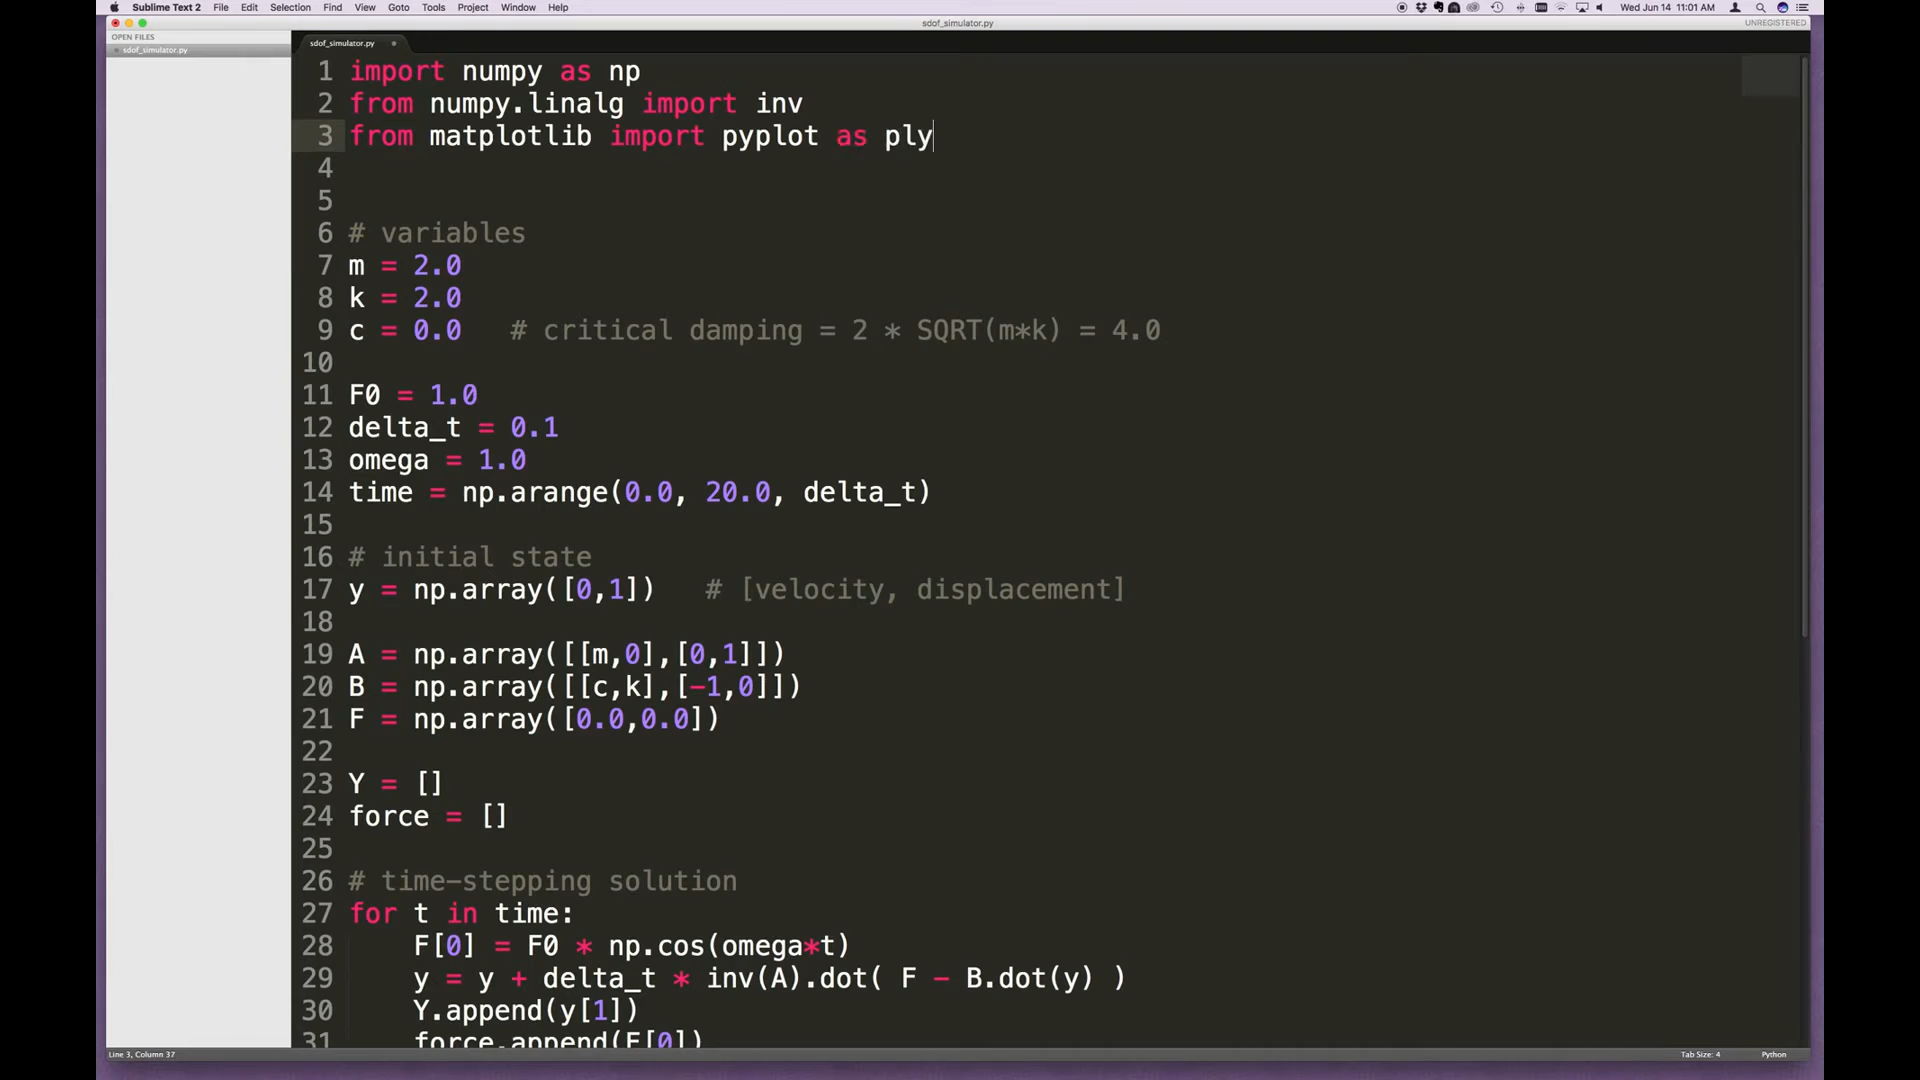 Sublime Text 2 File Edit Selection Find View Goto Tools Project Window Help Wed Jun 14 11:01 AM
sdof_simulator.py UNREGISTERED
OPEN FILES
sdof_simulator.py
sdof_simulator.py
1 import numpy as np
2 from numpy.linalg import inv
3 from matplotlib import pyplot as ply
4
5
6 # variables
7 m = 2.0
8 k = 2.0
9 c = 0.0 # critical damping = 2 * SQRT(m*k) = 4.0
10
11 F0 = 1.0
12 delta_t = 0.1
13 omega = 1.0
14 time = np.arange(0.0, 20.0, delta_t)
15
16 # initial state
17 y = np.array([0,1]) # [velocity, displacement]
18
19 A = np.array([[m,0],[0,1]])
20 B = np.array([[c,k],[-1,0]])
21 F = np.array([0.0,0.0])
22
23 Y = []
24 force = []
25
26 # time-stepping solution
27 for t in time:
28 F[0] = F0 * np.cos(omega*t)
29 y = y + delta_t * inv(A).dot( F - B.dot(y) )
30 Y.append(y[1])
31 force.append(F[0])
Line 3, Column 37 Tab Size: 4 Python